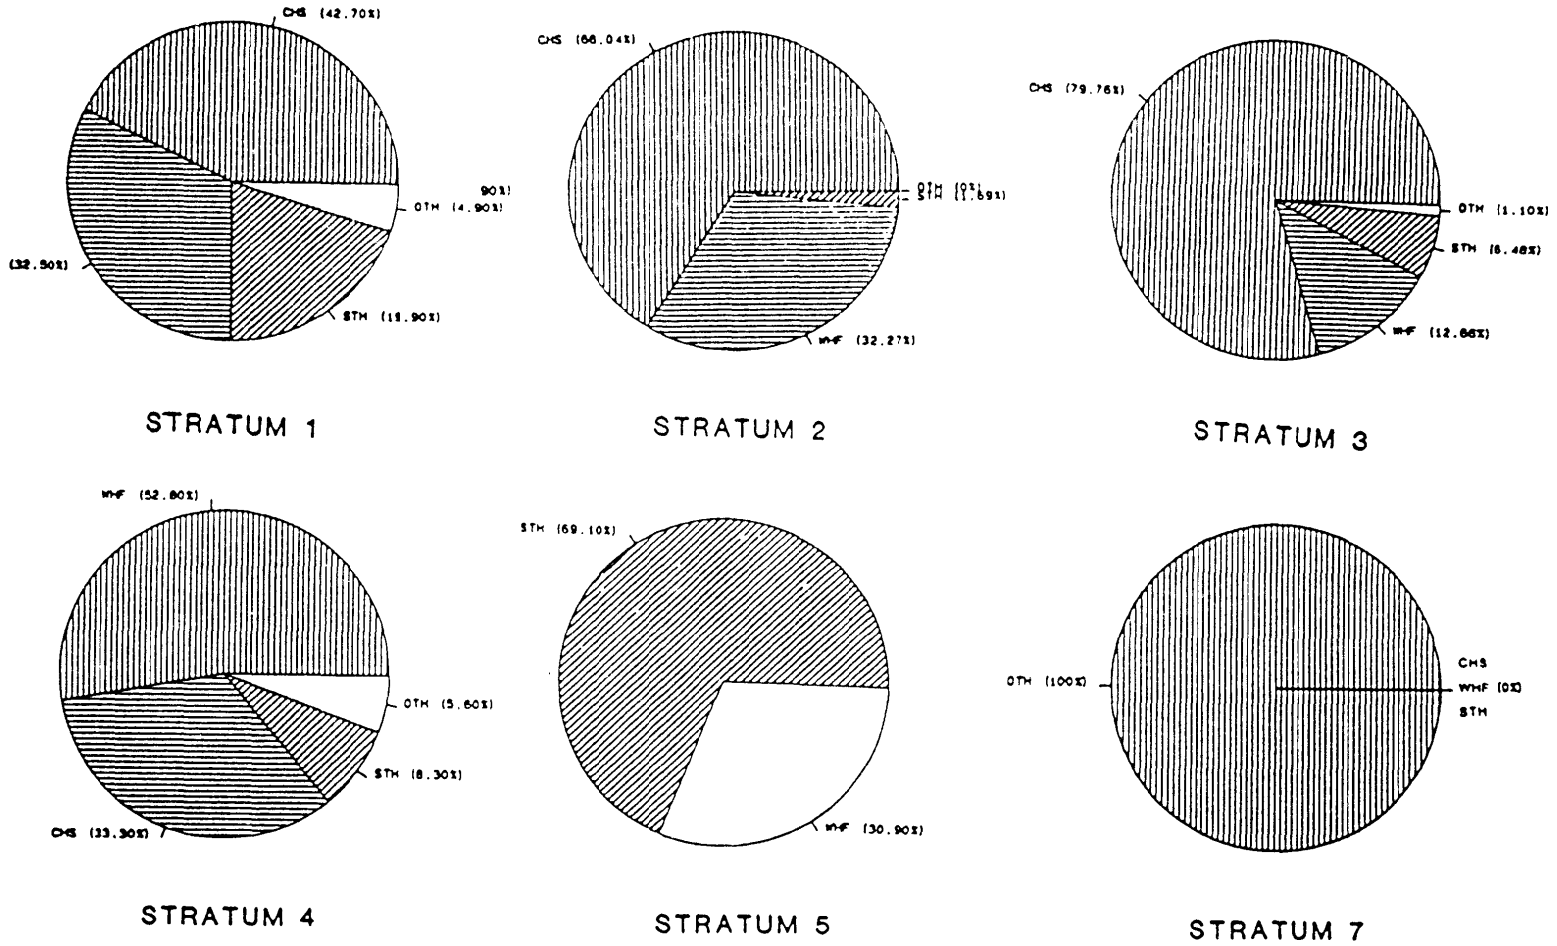 CHS (42.70%)
90%)
OTH (4.90%)
(32.50%)
STH (19.90%)
STRATUM 1
CHS (66.04%)
OTH (0%)
STH (1.69%)
WHF (32.27%)
STRATUM 2
CHS (79.76%)
OTH (1.10%)
STH (6.48%)
WHF (12.66%)
STRATUM 3
WHF (52.80%)
OTH (5.60%)
STH (8.30%)
CHS (33.30%)
STRATUM 4
STH (69.10%)
WHF (30.90%)
STRATUM 5
OTH (100%)
CHS
WHF (0%)
STH
STRATUM 7